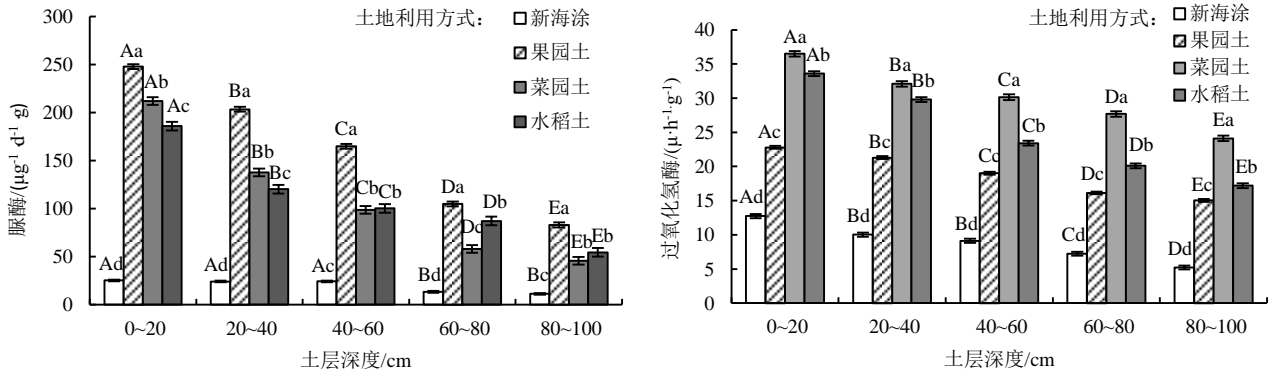 土地利用方式:
新海涂
果园土
菜园土
水稻土
脲酶/(μg⁻¹ d⁻¹ g)
300
250
200
150
100
50
0
Aa
Ab
Ac
Ad
Ba
Bb
Bc
Ad
Ca
Cb
Cb
Ac
Da
Dc
Db
Bd
Ea
Eb
Eb
Bc
0~20
20~40
40~60
60~80
80~100
土层深度/cm
土地利用方式:
新海涂
果园土
菜园土
水稻土
过氧化氢酶/(μ·h⁻¹·g⁻¹)
40
35
30
25
20
15
10
5
0
Aa
Ab
Ac
Ad
Ba
Bb
Bc
Bd
Ca
Cb
Cc
Bd
Da
Db
Dc
Cd
Ea
Eb
Ec
Dd
0~20
20~40
40~60
60~80
80~100
土层深度/cm